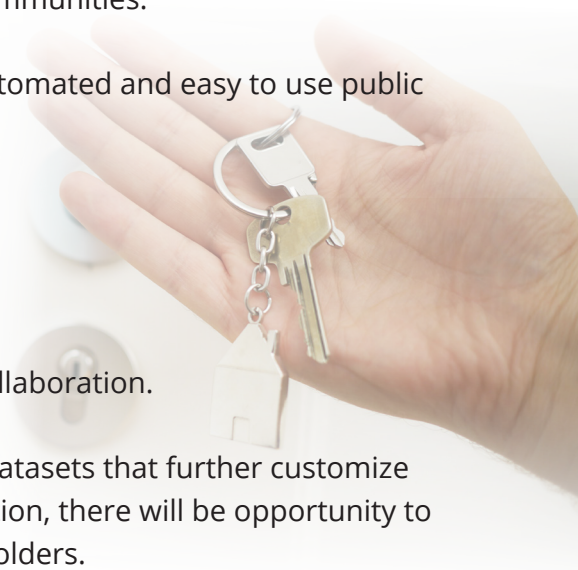 mmunities.
tomated and easy to use public
llaboration.
atasets that further customize
ion, there will be opportunity to
olders.